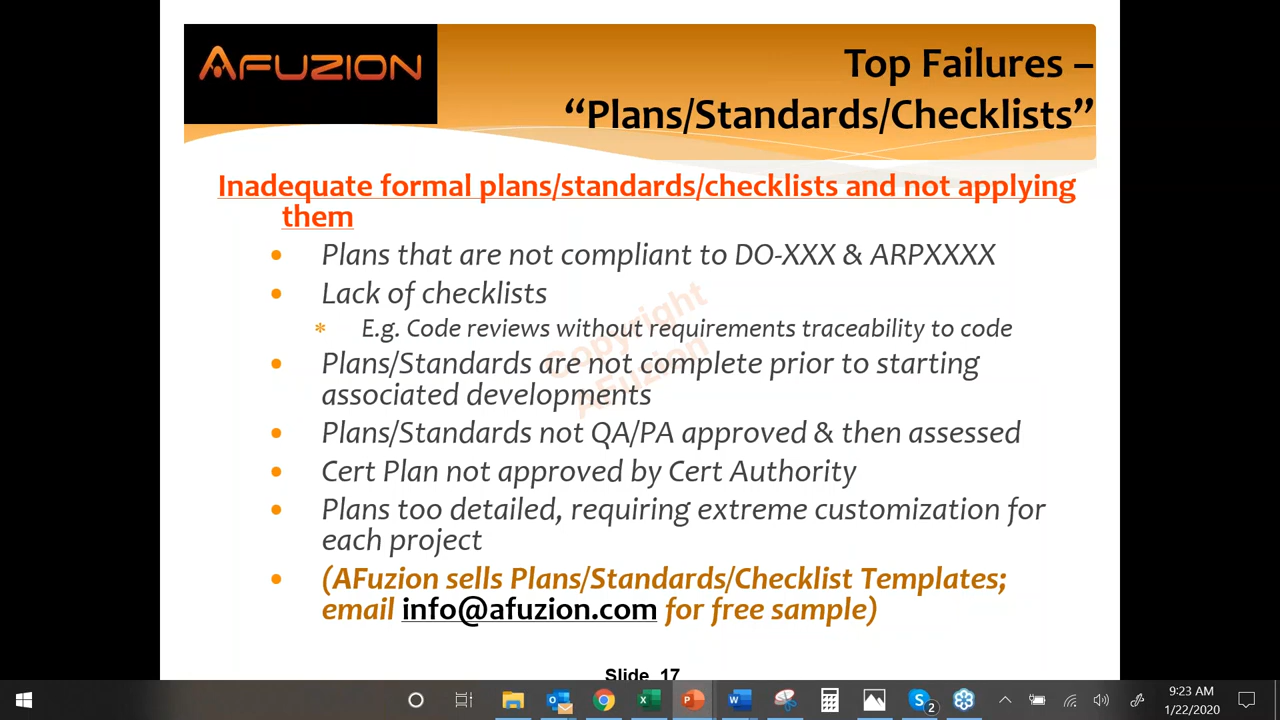 AFUZION
Top Failures –
“Plans/Standards/Checklists”
Inadequate formal plans/standards/checklists and not applying
them
• Plans that are not compliant to DO-XXX & ARPXXXX
• Lack of checklists
* E.g. Code reviews without requirements traceability to code
• Plans/Standards are not complete prior to starting
associated developments
• Plans/Standards not QA/PA approved & then assessed
• Cert Plan not approved by Cert Authority
• Plans too detailed, requiring extreme customization for
each project
• (AFuzion sells Plans/Standards/Checklist Templates;
email info@afuzion.com for free sample)
Copyright
AFuzion
Slide 17
9:23 AM
1/22/2020
2